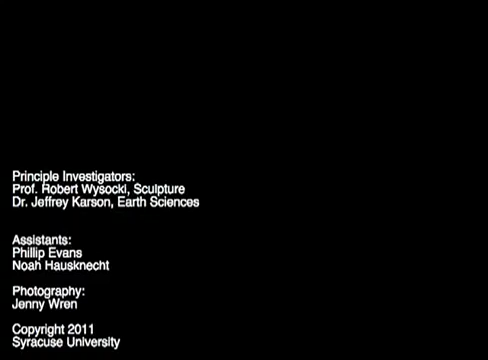 Principle Investigators:
Prof. Robert Wysocki, Sculpture
Dr. Jeffrey Karson, Earth Sciences
Assistants:
Phillip Evans
Noah Hausknecht
Photography:
Jenny Wren
Copyright 2011
Syracuse University